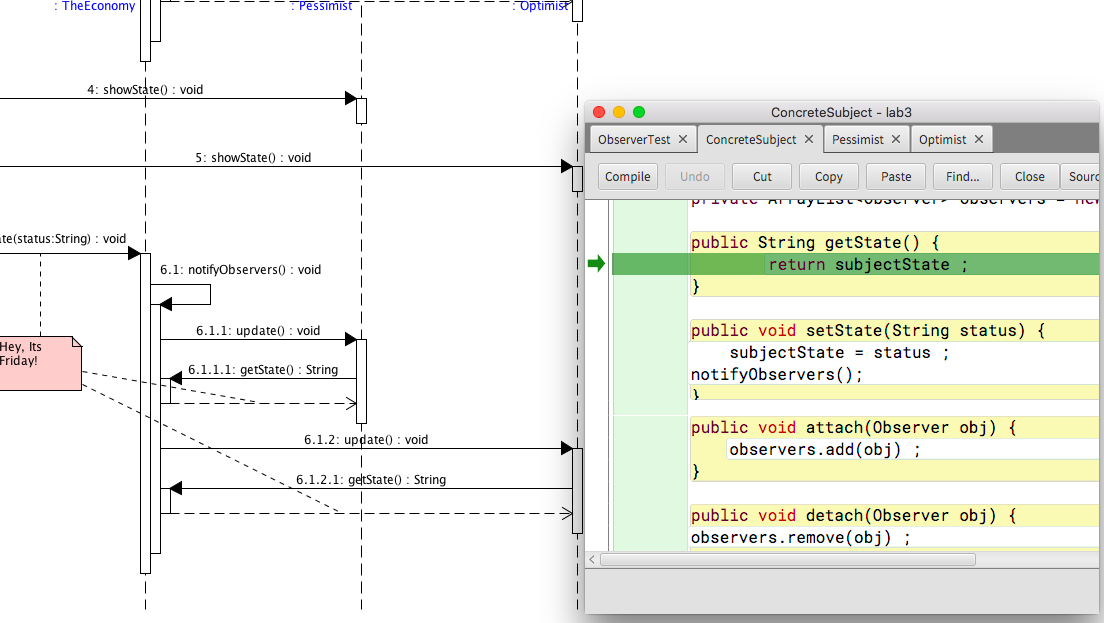 : TheEconomy
: Pessimist
: Optimist
4: showState() : void
5: showState() : void
te(status:String) : void
6.1: notifyObservers() : void
6.1.1: update() : void
Hey, Its
Friday!
6.1.1.1: getState() : String
6.1.2: update() : void
6.1.2.1: getState() : String
ConcreteSubject - lab3
ObserverTest ✕ ConcreteSubject ✕ Pessimist ✕ Optimist ✕
Compile Undo Cut Copy Paste Find... Close Sourc
private ArrayList<Observer> observers = new
public String getState() {
return subjectState ;
}
public void setState(String status) {
subjectState = status ;
notifyObservers();
}
public void attach(Observer obj) {
observers.add(obj) ;
}
public void detach(Observer obj) {
observers.remove(obj) ;